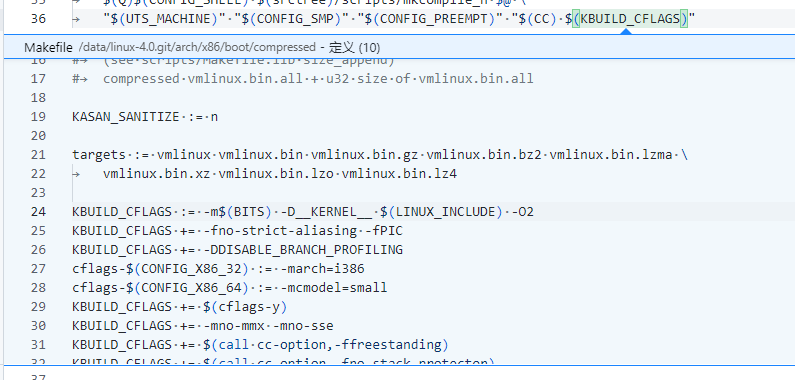 35 $(Q)$(CONFIG_SHELL) $(srctree)/scripts/mkcompile_h $@ \
36 "$(UTS_MACHINE)" "$(CONFIG_SMP)" "$(CONFIG_PREEMPT)" "$(CC) $(KBUILD_CFLAGS)"
Makefile /data/linux-4.0.git/arch/x86/boot/compressed - 定义 (10)
16 # (see scripts/Makefile.lib size_append)
17 # compressed vmlinux.bin.all + u32 size of vmlinux.bin.all
18
19 KASAN_SANITIZE := n
20
21 targets := vmlinux vmlinux.bin vmlinux.bin.gz vmlinux.bin.bz2 vmlinux.bin.lzma \
22 vmlinux.bin.xz vmlinux.bin.lzo vmlinux.bin.lz4
23
24 KBUILD_CFLAGS := -m$(BITS) -D__KERNEL__ $(LINUX_INCLUDE) -O2
25 KBUILD_CFLAGS += -fno-strict-aliasing -fPIC
26 KBUILD_CFLAGS += -DDISABLE_BRANCH_PROFILING
27 cflags-$(CONFIG_X86_32) := -march=i386
28 cflags-$(CONFIG_X86_64) := -mcmodel=small
29 KBUILD_CFLAGS += $(cflags-y)
30 KBUILD_CFLAGS += -mno-mmx -mno-sse
31 KBUILD_CFLAGS += $(call cc-option,-ffreestanding)
32 KBUILD_CFLAGS += $(call cc-option,-fno-stack-protector)
37